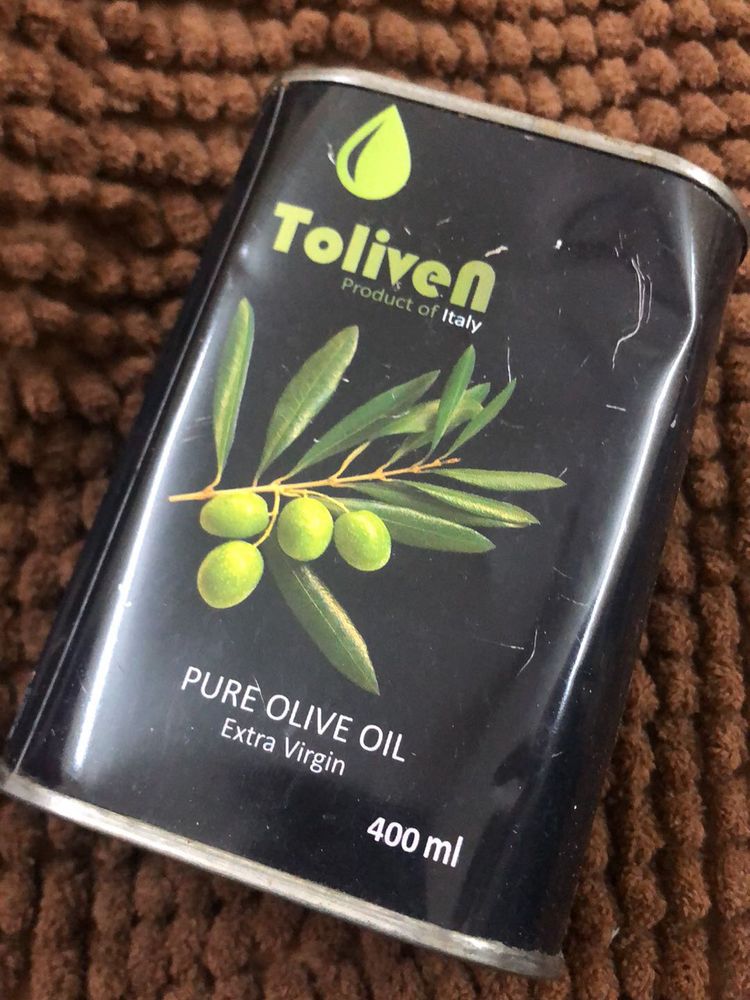 Toliven
Product of Italy
PURE OLIVE OIL
Extra Virgin
400 ml